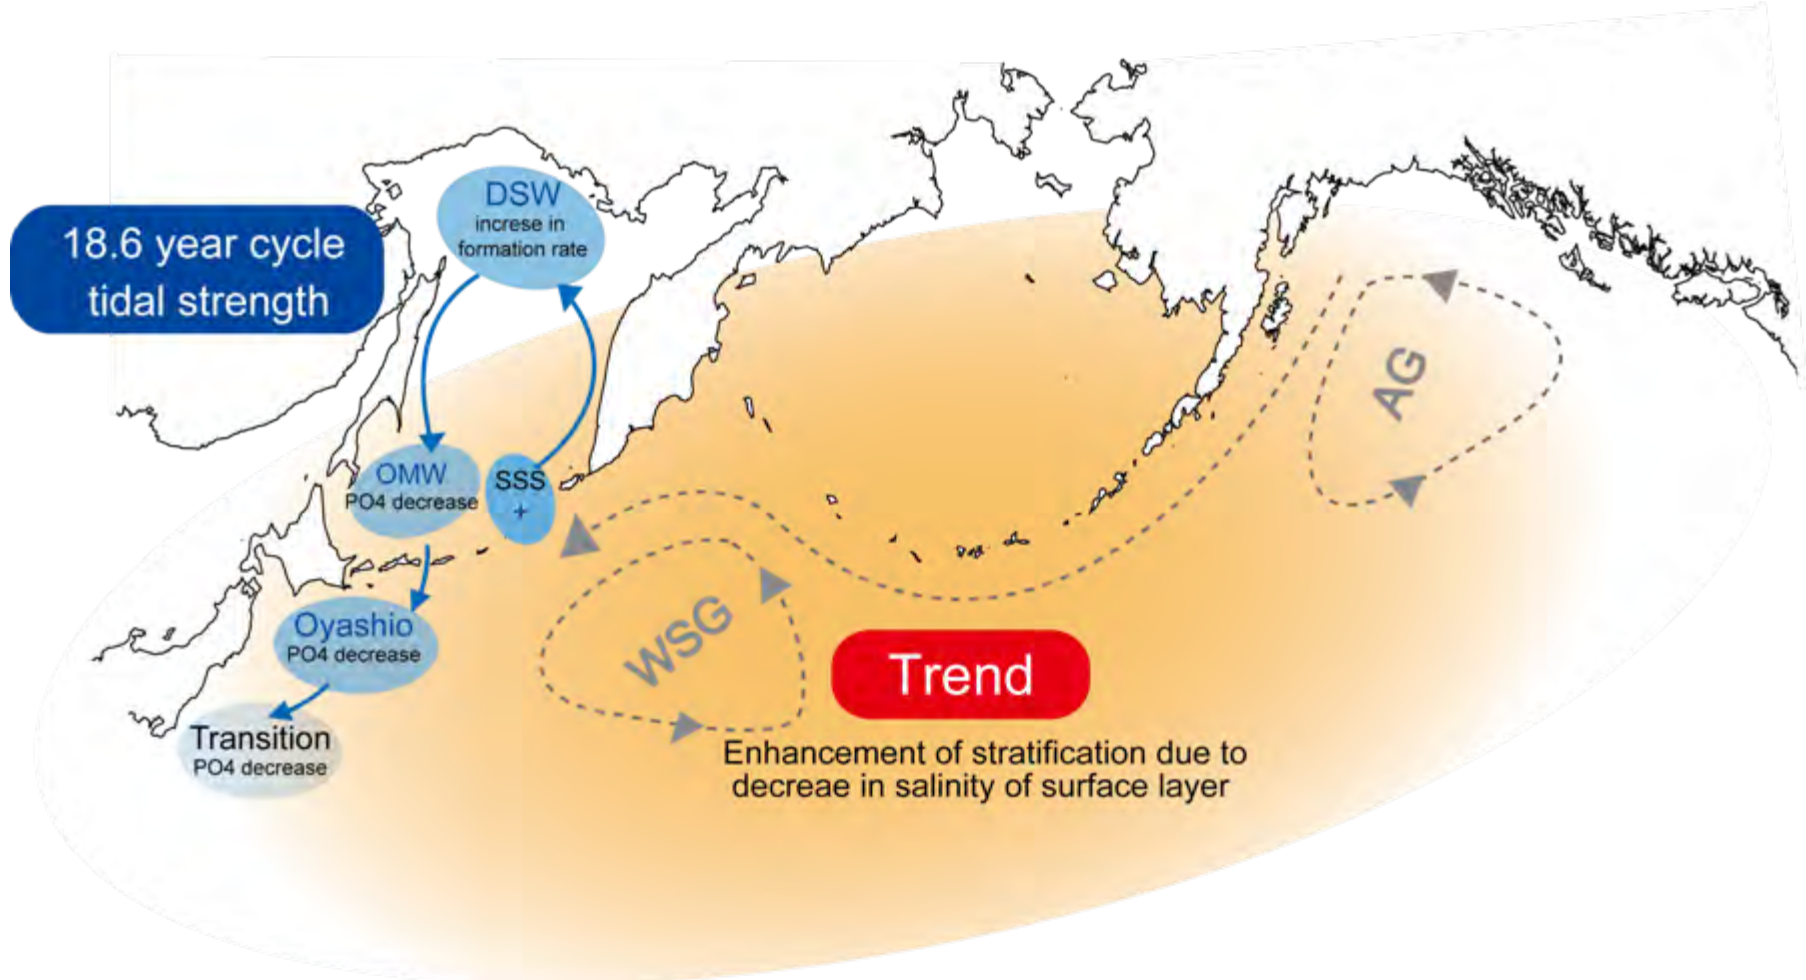 18.6 year cycle
tidal strength
DSW
increse in
formation rate
OMW
PO4 decrease
SSS
+
Oyashio
PO4 decrease
Transition
PO4 decrease
WSG
AG
Trend
Enhancement of stratification due to
decreae in salinity of surface layer